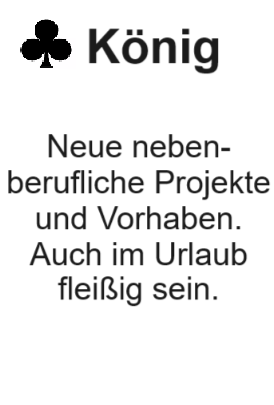 ♣ König
Neue neben-
berufliche Projekte
und Vorhaben.
Auch im Urlaub
fleißig sein.